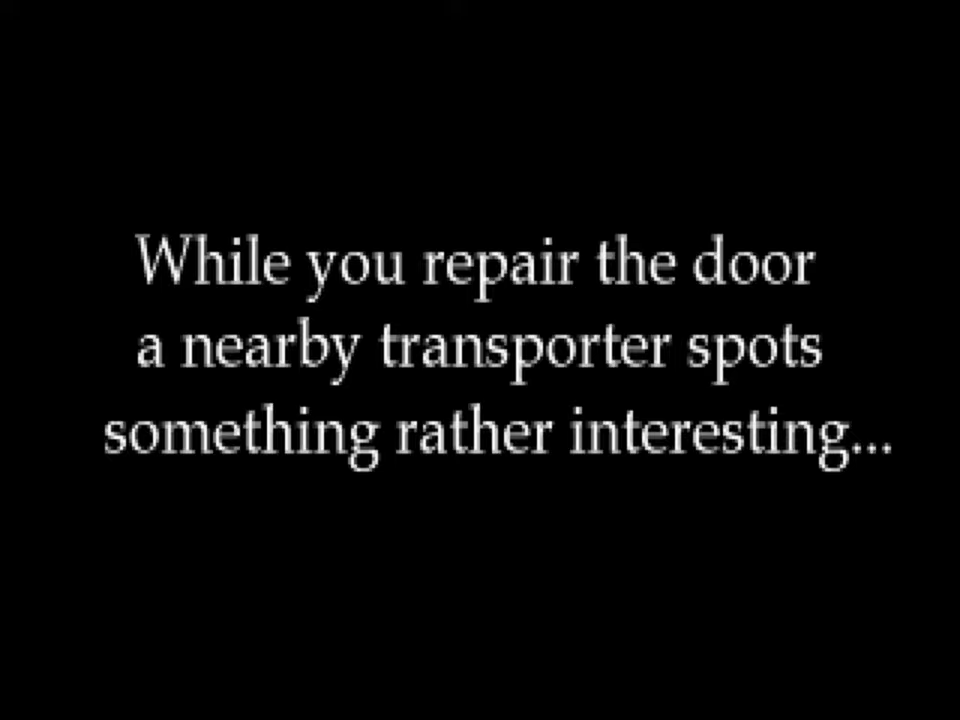 While you repair the door
a nearby transporter spots
something rather interesting...